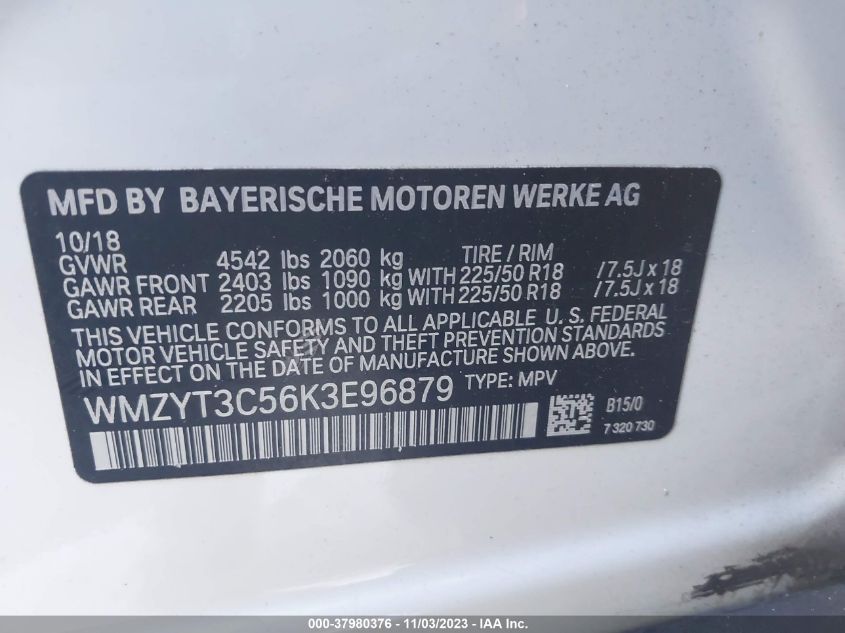 MFD BY BAYERISCHE MOTOREN WERKE AG
10/18
GVWR 4542 lbs 2060 kg TIRE / RIM
GAWR FRONT 2403 lbs 1090 kg WITH 225/50 R18 /7.5J x 18
GAWR REAR 2205 lbs 1000 kg WITH 225/50 R18 /7.5J x 18
THIS VEHICLE CONFORMS TO ALL APPLICABLE U. S. FEDERAL
MOTOR VEHICLE SAFETY AND THEFT PREVENTION STANDARDS
IN EFFECT ON THE DATE OF MANUFACTURE SHOWN ABOVE.
WMZYT3C56K3E96879 TYPE: MPV
B15/0
7 320 730
000-37980376 - 11/03/2023 - IAA Inc.